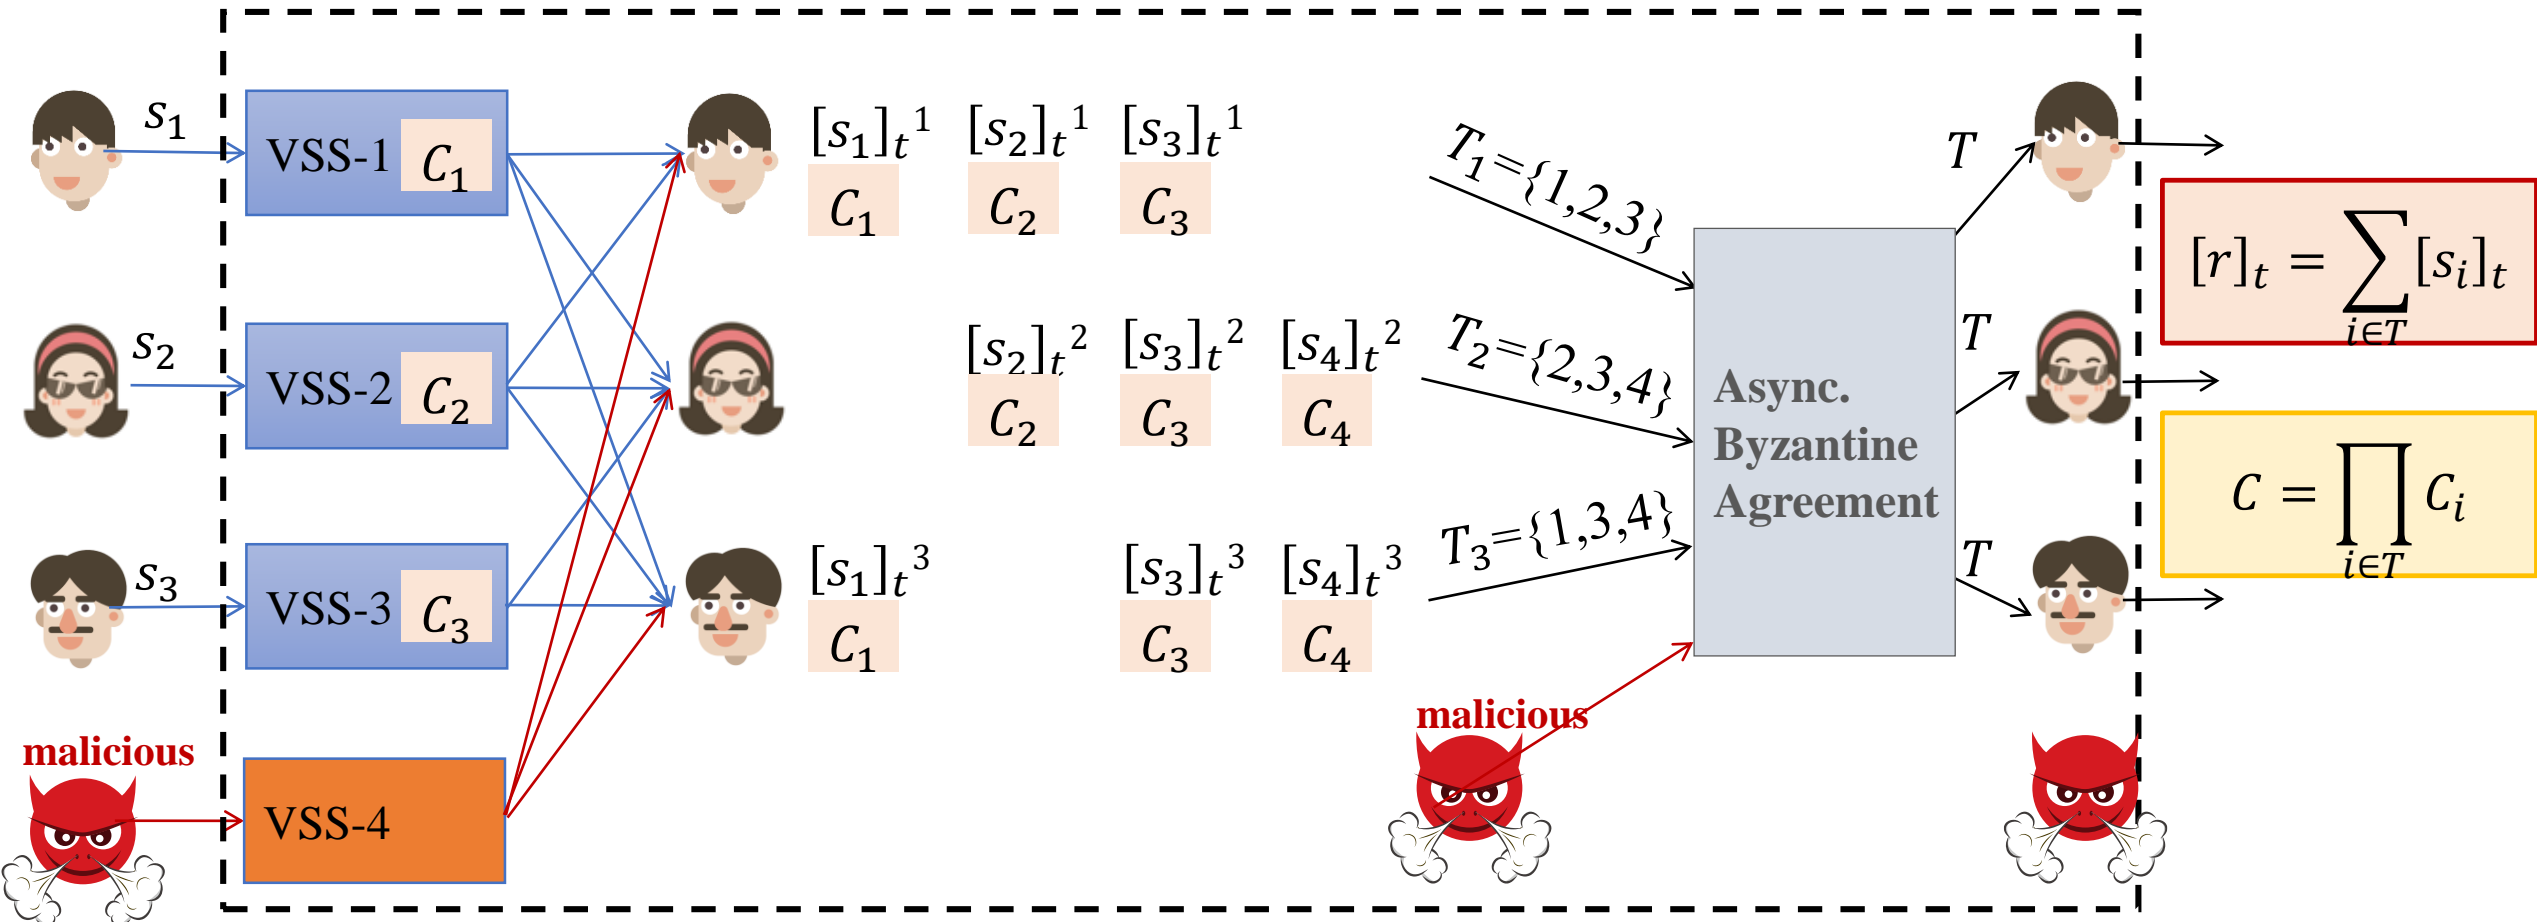 s₁
VSS-1 C₁
[s₁]ₜ¹ [s₂]ₜ¹ [s₃]ₜ¹
C₁ C₂ C₃
T₁={1,2,3}
T
s₂
VSS-2 C₂
[s₂]ₜ² [s₃]ₜ² [s₄]ₜ²
C₂ C₃ C₄
T₂={2,3,4}
T
s₃
VSS-3 C₃
[s₁]ₜ³ [s₃]ₜ³ [s₄]ₜ³
C₁ C₃ C₄
T₃={1,3,4}
T
Async.
Byzantine
Agreement
[r]ₜ = ∑ [sᵢ]ₜ
i∈T
C = ∏ Cᵢ
i∈T
malicious
VSS-4
malicious